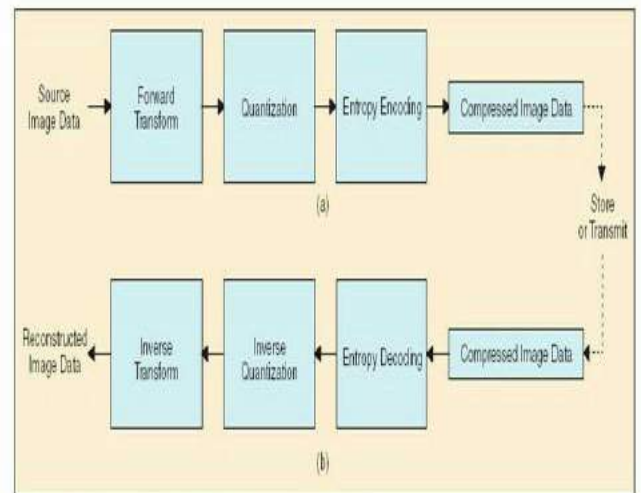 Source
Image Data
Forward
Transform
Quantization
Entropy Encoding
Compressed Image Data
(a)
Store
or Transmit
Reconstructed
Image Data
Inverse
Transform
Inverse
Quantization
Entropy Decoding
Compressed Image Data
(b)